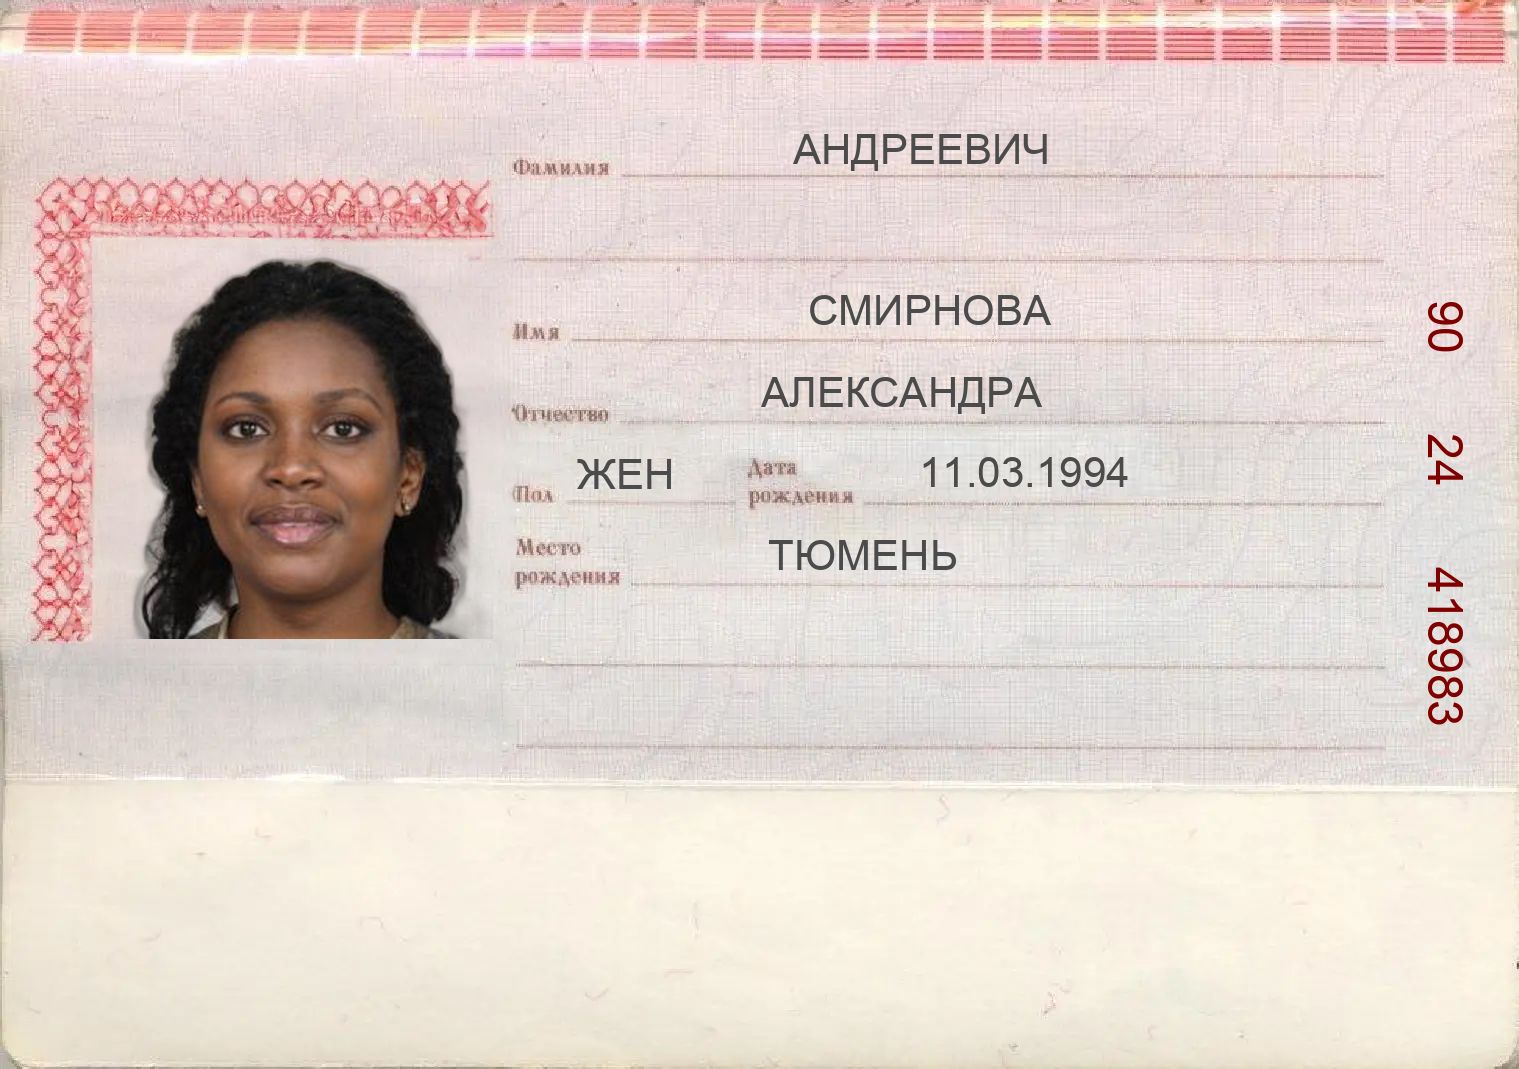 Фамилия АНДРЕЕВИЧ
Имя СМИРНОВА
Отчество АЛЕКСАНДРА
Пол ЖЕН Дата рождения 11.03.1994
Место рождения ТЮМЕНЬ
90 24 418983